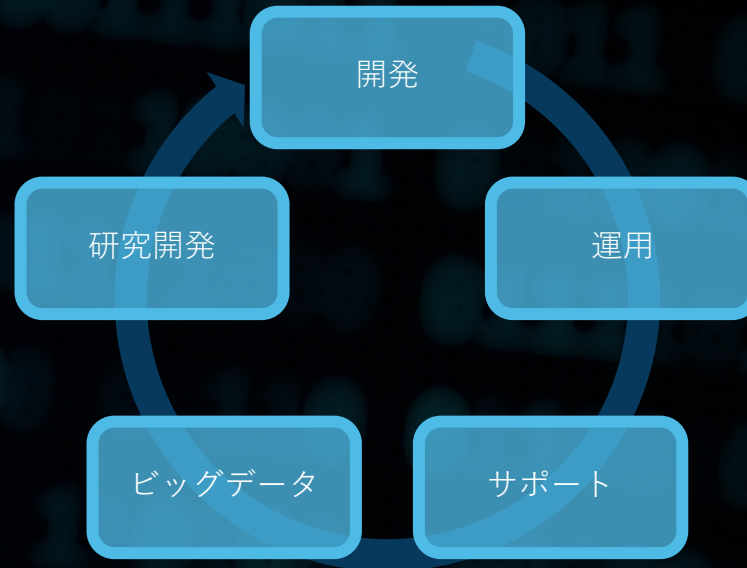 開発
運用
サポート
ビッグデータ
研究開発